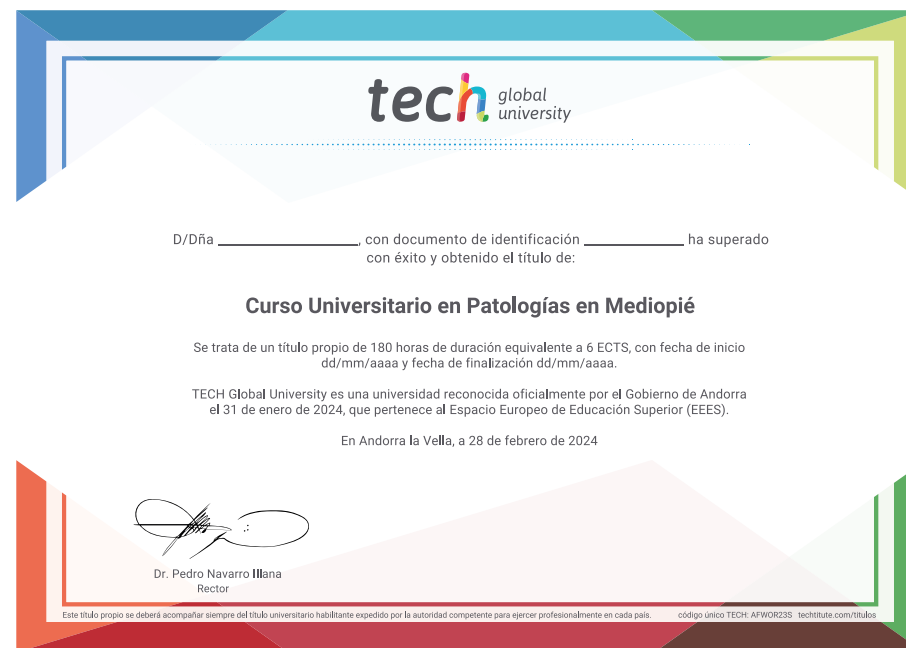 tech global university
D/Dña ____________________, con documento de identificación ______________ ha superado
con éxito y obtenido el título de:
Curso Universitario en Patologías en Mediopié
Se trata de un título propio de 180 horas de duración equivalente a 6 ECTS, con fecha de inicio
dd/mm/aaaa y fecha de finalización dd/mm/aaaa.
TECH Global University es una universidad reconocida oficialmente por el Gobierno de Andorra
el 31 de enero de 2024, que pertenece al Espacio Europeo de Educación Superior (EEES).
En Andorra la Vella, a 28 de febrero de 2024
Dr. Pedro Navarro Illana
Rector
Este título propio se deberá acompañar siempre del título universitario habilitante expedido por la autoridad competente para ejercer profesionalmente en cada país. código único TECH: AFWOR23S techtitute.com/titulos